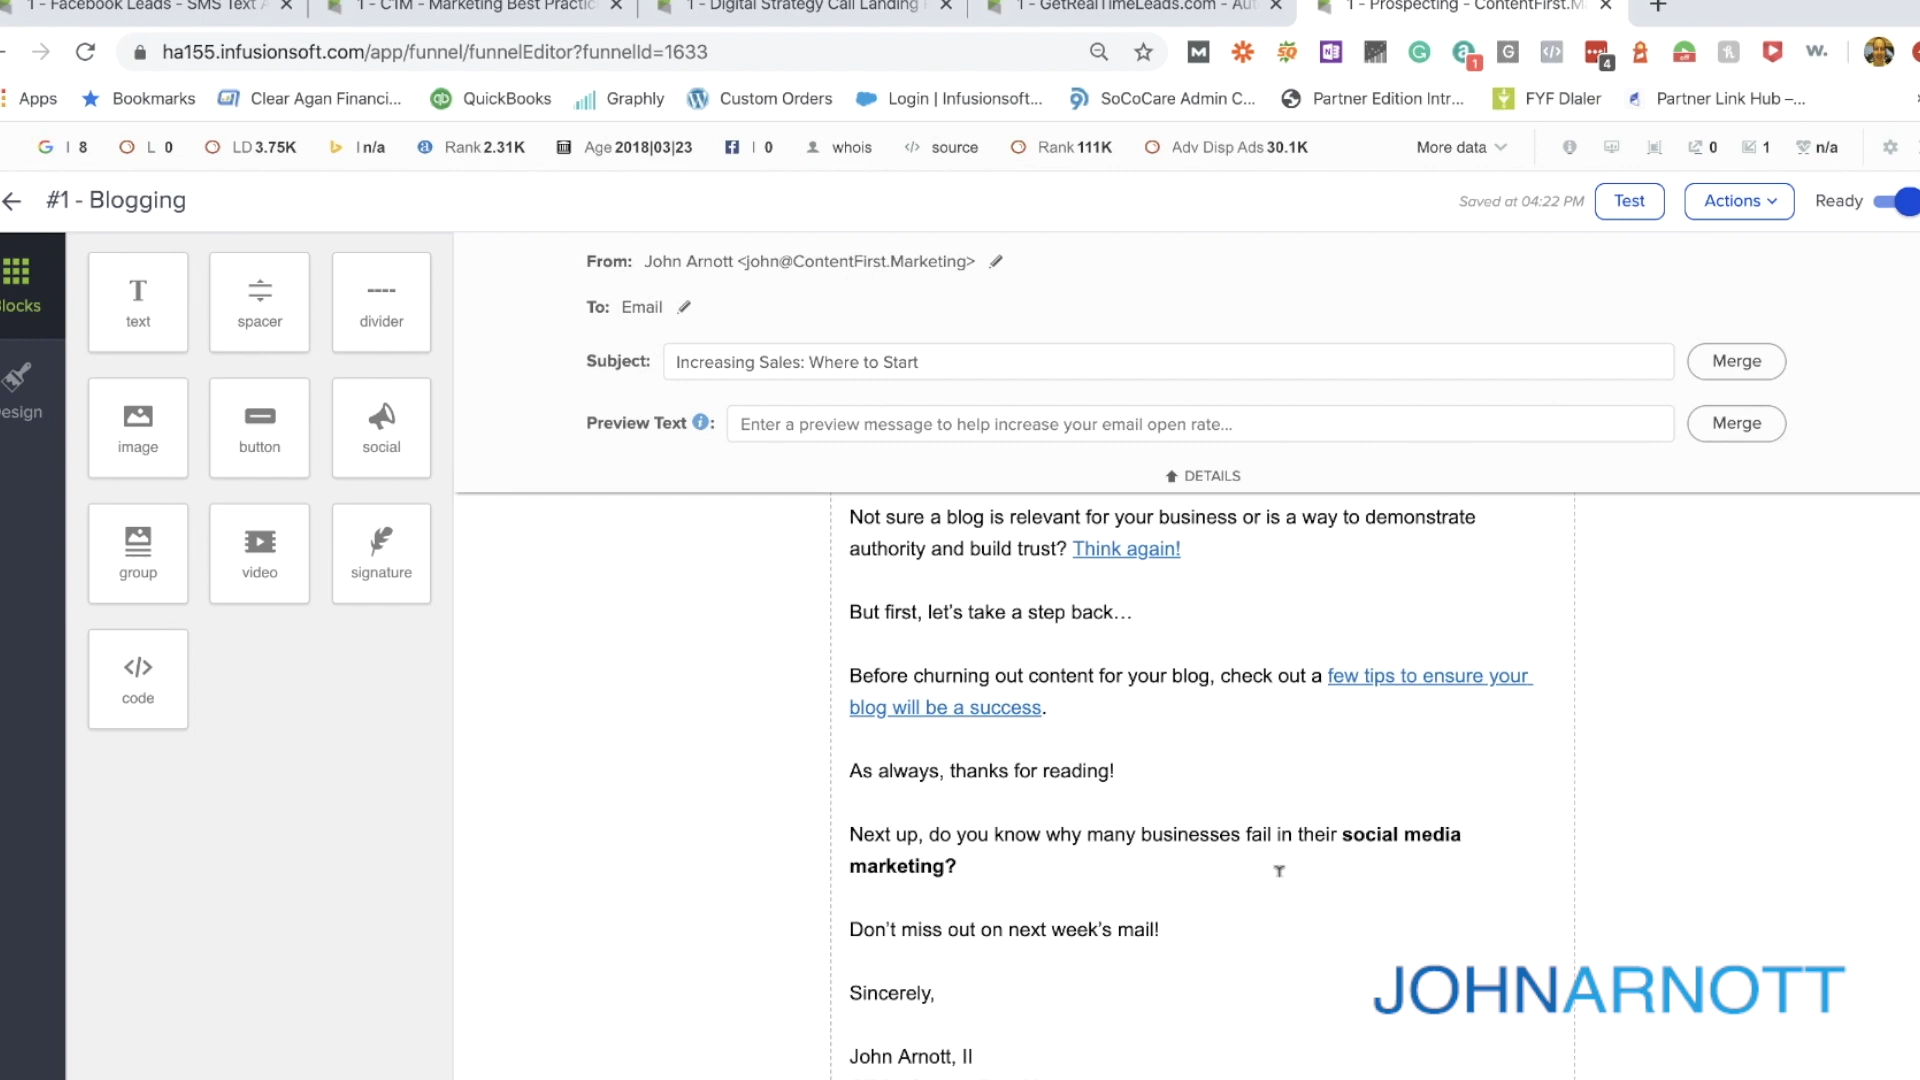 1 - Facebook Leads - SMS Text
1 - C1M - Marketing Best Practic
1 - Digital Strategy Call Landing
1 - GetRealTimeLeads.com - Aut
1 - Prospecting - ContentFirst.M
ha155.infusionsoft.com/app/funnel/funnelEditor?funnelId=1633
Apps Bookmarks Clear Agan Financi... QuickBooks Graphly Custom Orders Login | Infusionsoft... SoCoCare Admin C... Partner Edition Intr... FYF Dialer Partner Link Hub –...
I 8 L 0 LD 3.75K I n/a Rank 2.31K Age 2018|03|23 I 0 whois source Rank 111K Adv Disp Ads 30.1K More data 0 1 n/a
#1 - Blogging
Saved at 04:22 PM Test Actions Ready
locks
esign
text spacer divider
image button social
group video signature
code
From: John Arnott <john@ContentFirst.Marketing>
To: Email
Subject: Increasing Sales: Where to Start Merge
Preview Text: Enter a preview message to help increase your email open rate... Merge
DETAILS
Not sure a blog is relevant for your business or is a way to demonstrate
authority and build trust? Think again!
But first, let's take a step back…
Before churning out content for your blog, check out a few tips to ensure your
blog will be a success.
As always, thanks for reading!
Next up, do you know why many businesses fail in their social media
marketing?
Don't miss out on next week's mail!
Sincerely,
John Arnott, II
JOHNARNOTT